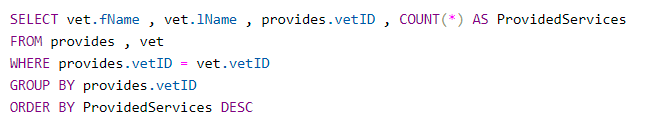 SELECT vet.fName , vet.lName , provides.vetID , COUNT(*) AS ProvidedServices
FROM provides , vet
WHERE provides.vetID = vet.vetID
GROUP BY provides.vetID
ORDER BY ProvidedServices DESC